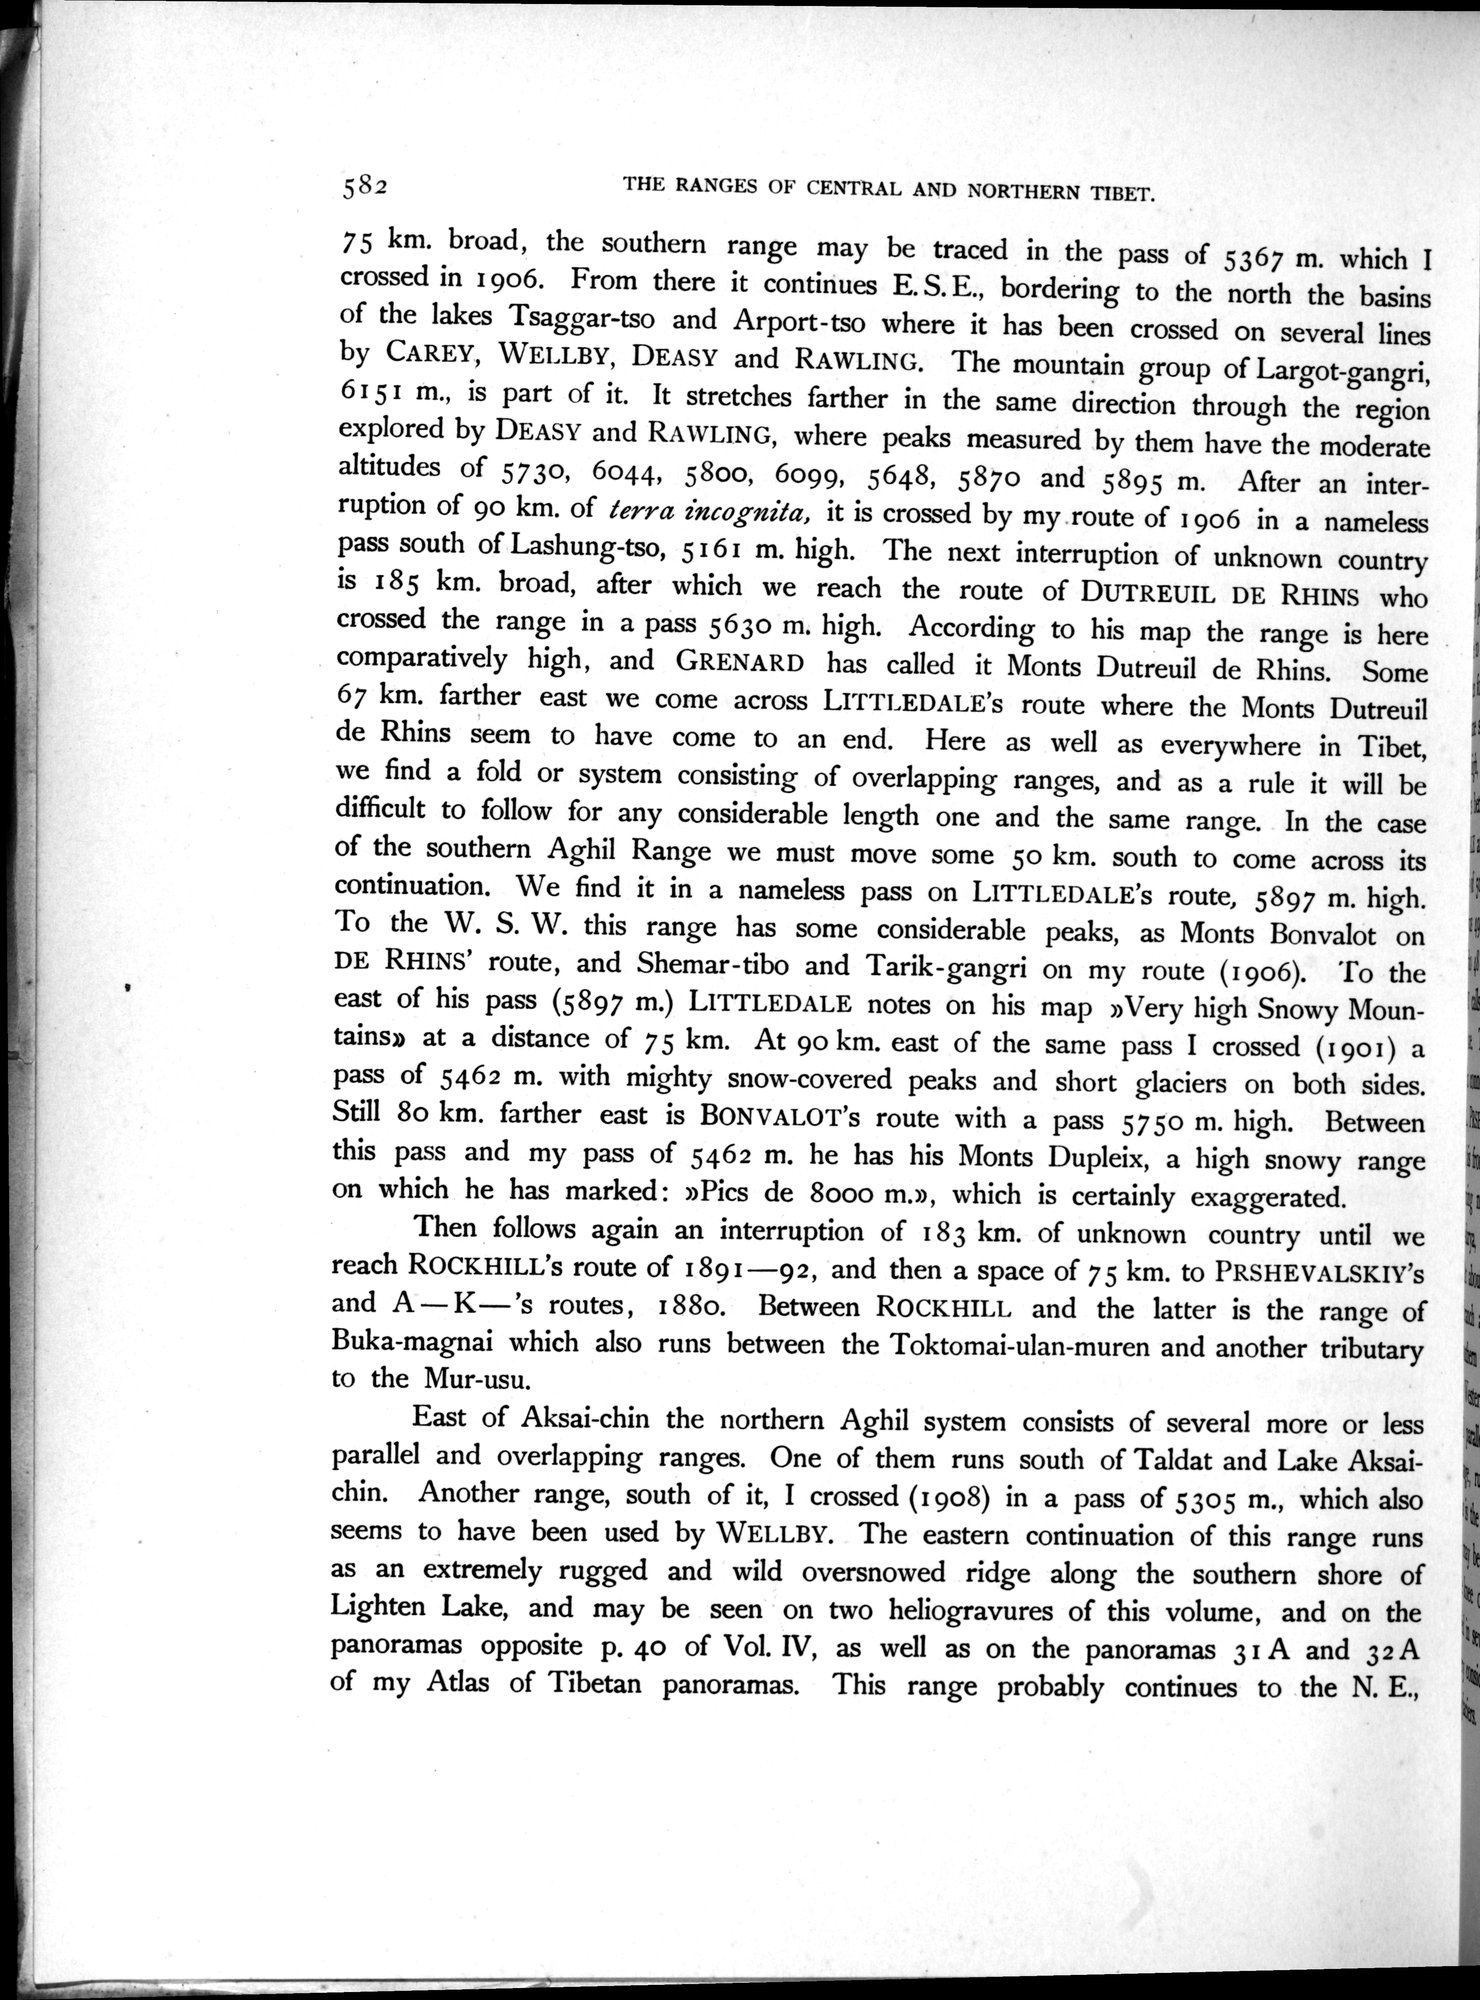 582 THE RANGES OF CENTRAL AND NORTHERN TIBET.
75 km. broad, the southern range may be traced in the pass of 5367 m. which I
crossed in 1906. From there it continues E. S. E., bordering to the north the basins
of the lakes Tsaggar-tso and Arport-tso where it has been crossed on several lines
by CAREY, WELLBY, DEASY and RAWLING. The mountain group of Largot-gangri,
6151 m., is part of it. It stretches farther in the same direction through the region
explored by DEASY and RAWLING, where peaks measured by them have the moderate
altitudes of 5730, 6044, 5800, 6099, 5648, 5870 and 5895 m. After an inter-
ruption of 90 km. of terra incognita, it is crossed by my route of 1906 in a nameless
pass south of Lashung-tso, 5161 m. high. The next interruption of unknown country
is 185 km. broad, after which we reach the route of DUTREUIL DE RHINS who
crossed the range in a pass 5630 m. high. According to his map the range is here
comparatively high, and GRENARD has called it Monts Dutreuil de Rhins. Some
67 km. farther east we come across LITTLEDALE's route where the Monts Dutreuil
de Rhins seem to have come to an end. Here as well as everywhere in Tibet,
we find a fold or system consisting of overlapping ranges, and as a rule it will be
difficult to follow for any considerable length one and the same range. In the case
of the southern Aghil Range we must move some 50 km. south to come across its
continuation. We find it in a nameless pass on LITTLEDALE's route, 5897 m. high.
To the W. S. W. this range has some considerable peaks, as Monts Bonvalot on
DE RHINS' route, and Shemar-tibo and Tarik-gangri on my route (1906). To the
east of his pass (5897 m.) LITTLEDALE notes on his map »Very high Snowy Moun-
tains» at a distance of 75 km. At 90 km. east of the same pass I crossed (1901) a
pass of 5462 m. with mighty snow-covered peaks and short glaciers on both sides.
Still 80 km. farther east is BONVALOT's route with a pass 5750 m. high. Between
this pass and my pass of 5462 m. he has his Monts Dupleix, a high snowy range
on which he has marked: »Pics de 8000 m.», which is certainly exaggerated.
Then follows again an interruption of 183 km. of unknown country until we
reach ROCKHILL's route of 1891—92, and then a space of 75 km. to PRSHEVALSKIY's
and A—K—'s routes, 1880. Between ROCKHILL and the latter is the range of
Buka-magnai which also runs between the Toktomai-ulan-muren and another tributary
to the Mur-usu.
East of Aksai-chin the northern Aghil system consists of several more or less
parallel and overlapping ranges. One of them runs south of Taldat and Lake Aksai-
chin. Another range, south of it, I crossed (1908) in a pass of 5305 m., which also
seems to have been used by WELLBY. The eastern continuation of this range runs
as an extremely rugged and wild oversnowed ridge along the southern shore of
Lighten Lake, and may be seen on two heliogravures of this volume, and on the
panoramas opposite p. 40 of Vol. IV, as well as on the panoramas 31 A and 32 A
of my Atlas of Tibetan panoramas. This range probably continues to the N. E.,